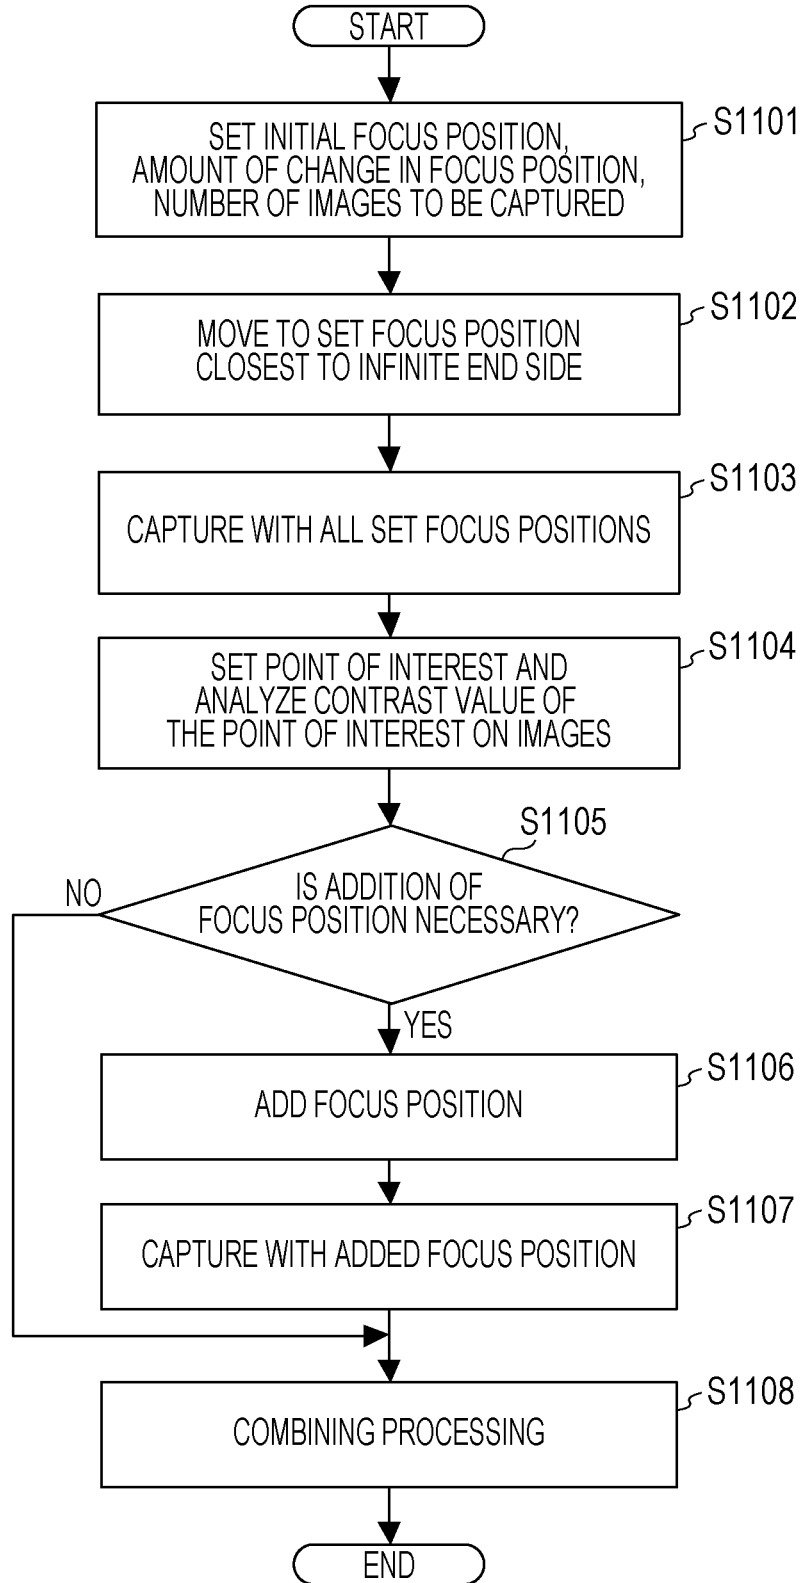 START
S1101
SET INITIAL FOCUS POSITION,
AMOUNT OF CHANGE IN FOCUS POSITION,
NUMBER OF IMAGES TO BE CAPTURED
S1102
MOVE TO SET FOCUS POSITION
CLOSEST TO INFINITE END SIDE
S1103
CAPTURE WITH ALL SET FOCUS POSITIONS
S1104
SET POINT OF INTEREST AND
ANALYZE CONTRAST VALUE OF
THE POINT OF INTEREST ON IMAGES
S1105
NO
IS ADDITION OF
FOCUS POSITION NECESSARY?
YES
S1106
ADD FOCUS POSITION
S1107
CAPTURE WITH ADDED FOCUS POSITION
S1108
COMBINING PROCESSING
END